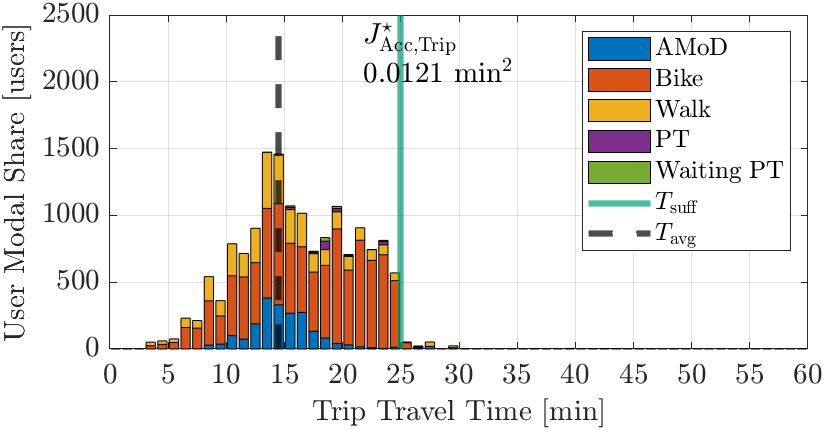 2500
2000
1500
1000
500
0
User Modal Share [users]
J⋆Acc,Trip
0.0121 min²
AMoD
Bike
Walk
PT
Waiting PT
Tsuff
Tavg
0 5 10 15 20 25 30 35 40 45 50 55 60
Trip Travel Time [min]